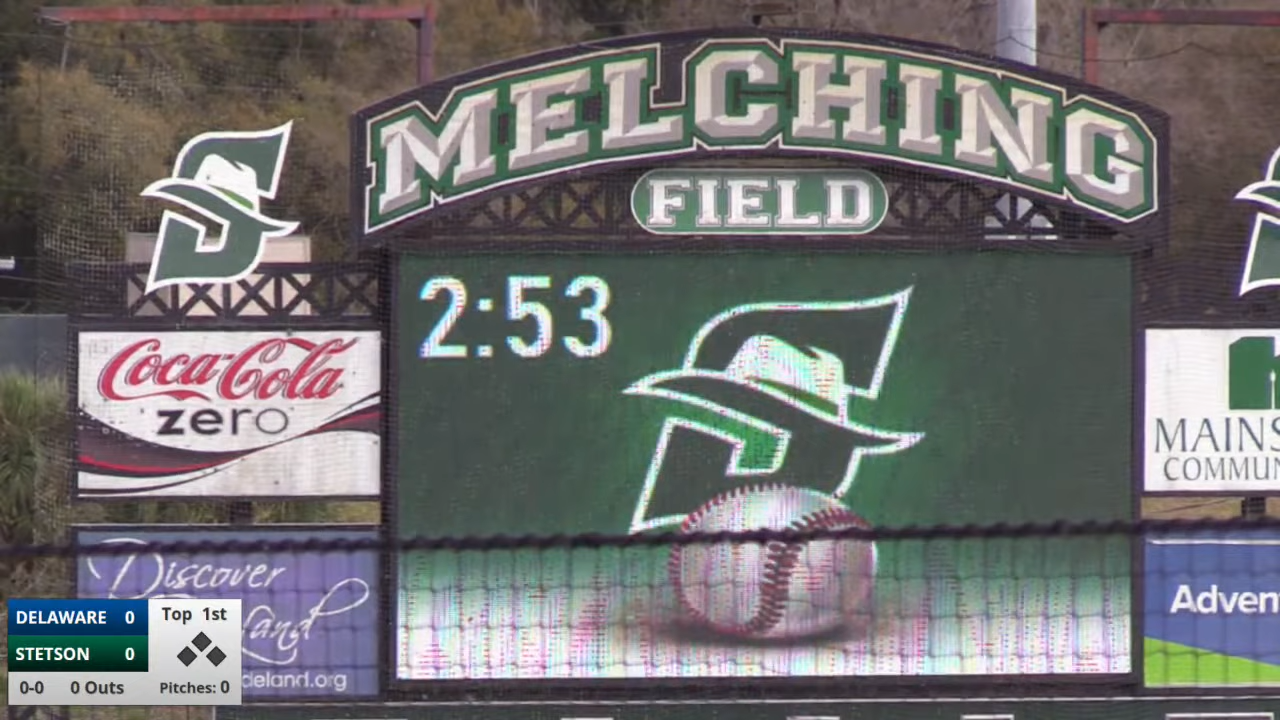 MELCHING
FIELD
2:53
Coca-Cola
zero
MAINS
COMMUN
Discover
land
deland.org
Adven
DELAWARE 0
STETSON 0
Top 1st
0-0 0 Outs Pitches: 0